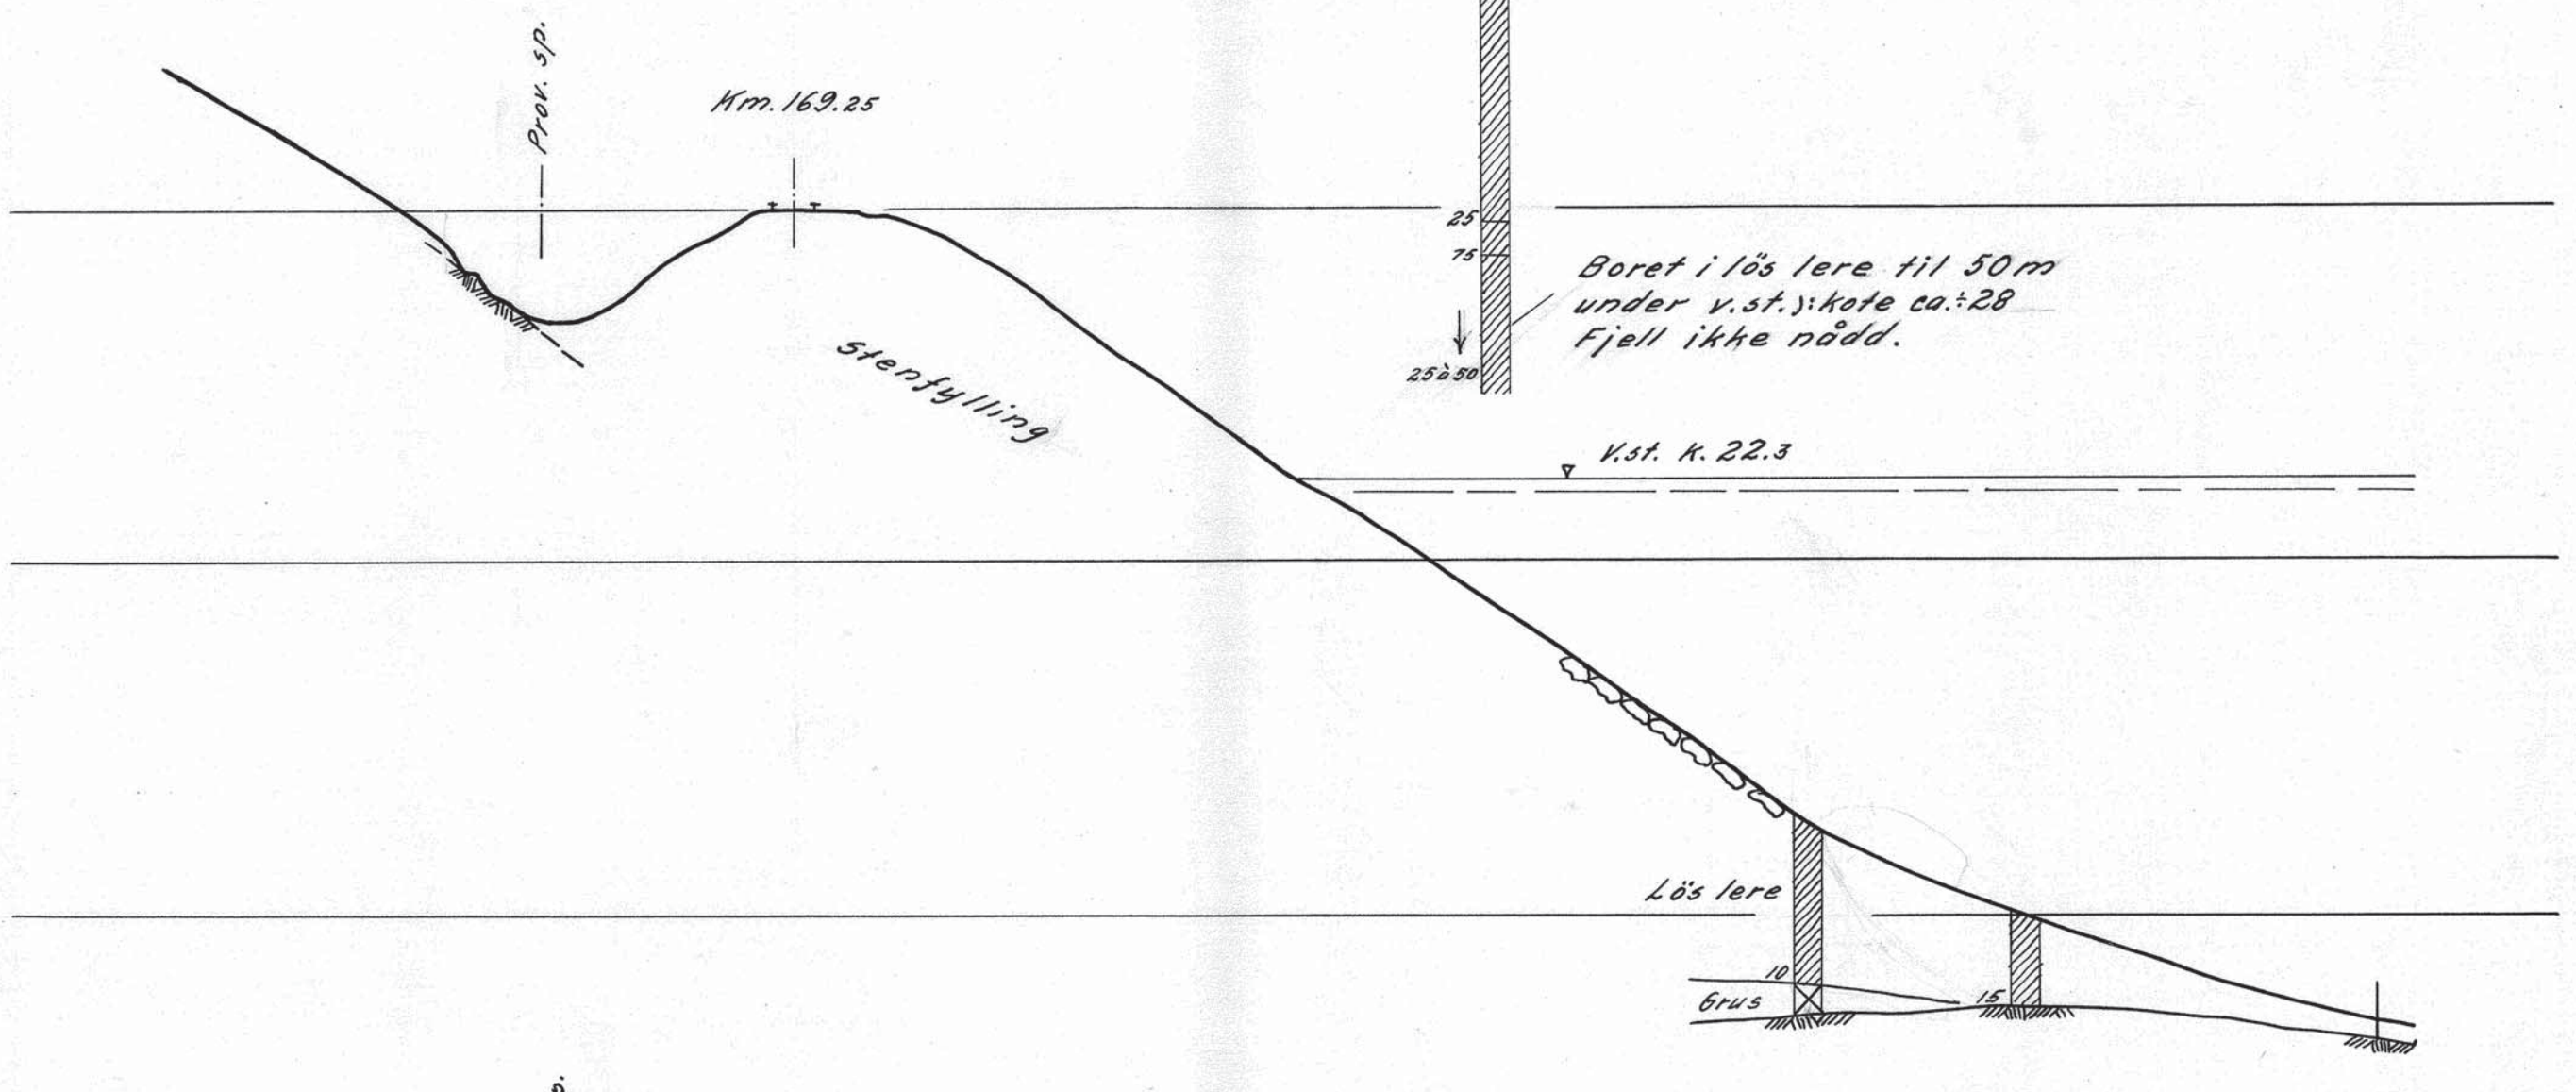 Prov. sp.
Km. 169.25
25
75
25 à 50
Boret i lös lere til 50 m
under v.st. ɔ: kote ca. ÷ 28
Fjell ikke nådd.
Stenfylling
V.st. K. 22.3
Lös lere
10
Grus
15